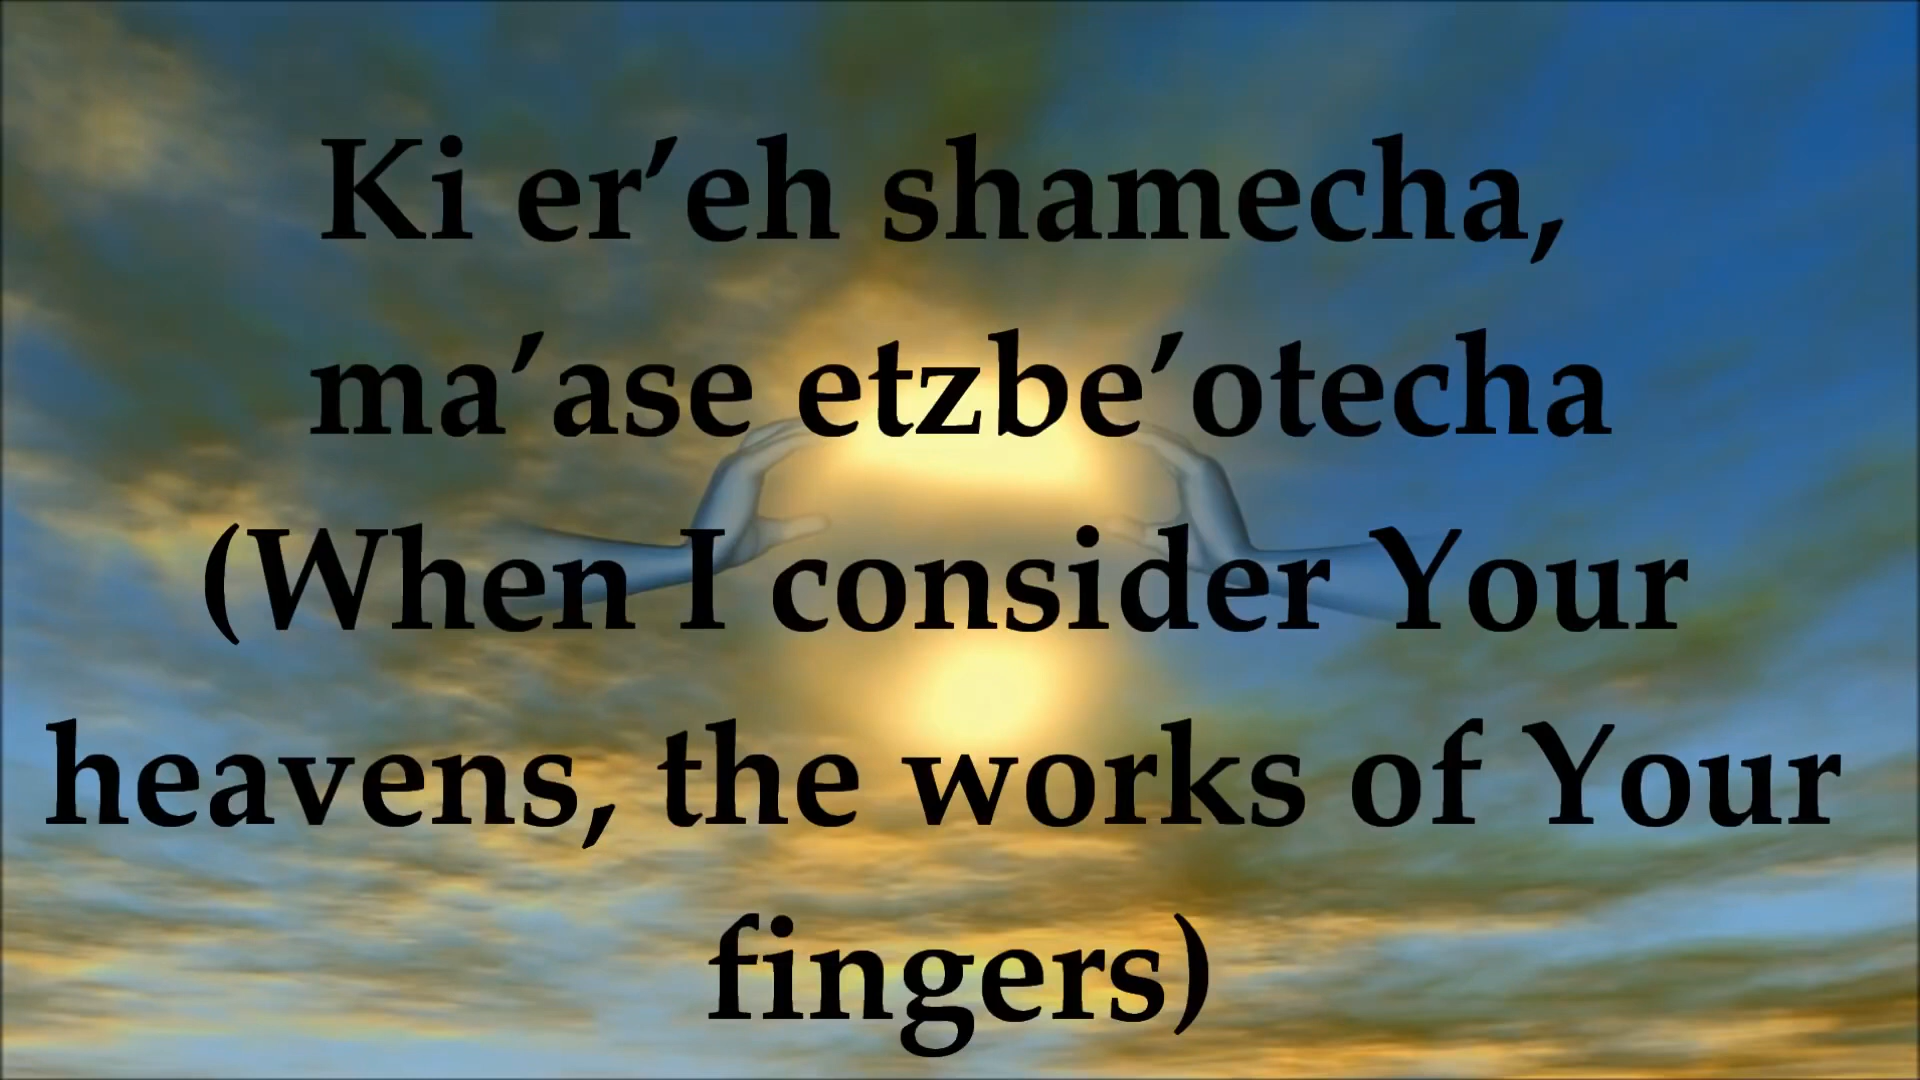 Ki er’eh shamecha,
ma’ase etzbe’otecha
(When I consider Your
heavens, the works of Your
fingers)